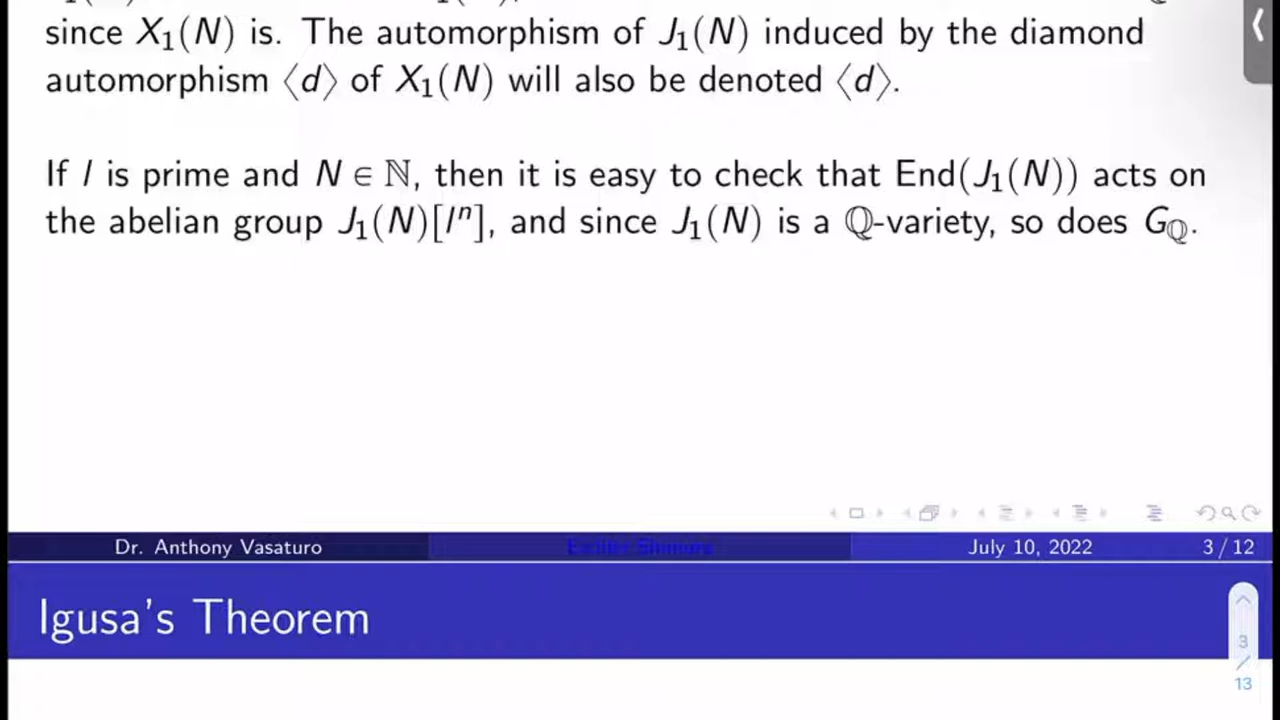 since X₁(N) is. The automorphism of J₁(N) induced by the diamond
automorphism ⟨d⟩ of X₁(N) will also be denoted ⟨d⟩.
If l is prime and N ∈ ℕ, then it is easy to check that End(J₁(N)) acts on
the abelian group J₁(N)[lⁿ], and since J₁(N) is a ℚ-variety, so does G_ℚ.
Dr. Anthony Vasaturo
July 10, 2022
3 / 12
Igusa's Theorem
3
/
13